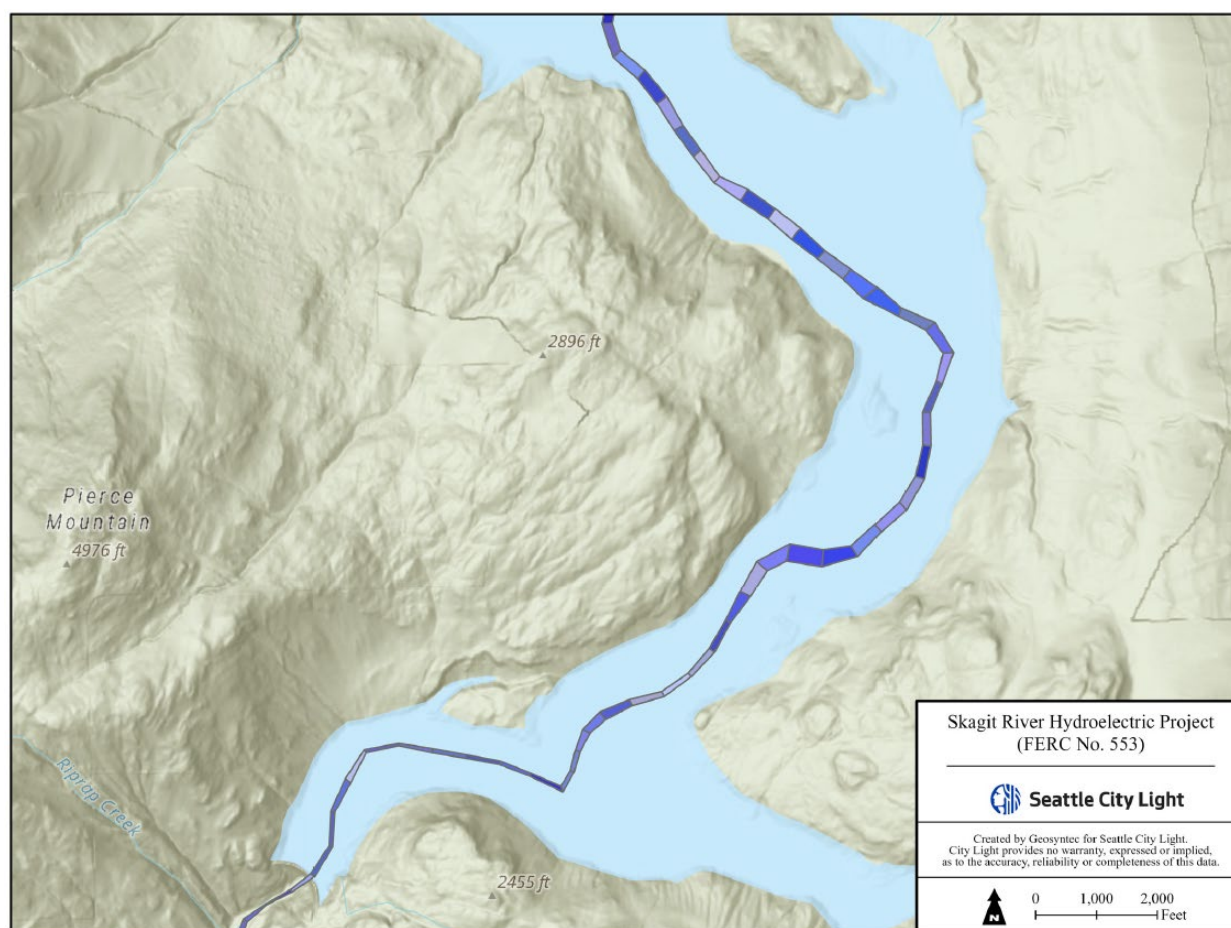 2896 ft
Pierce
Mountain
4976 ft
Riprap Creek
2455 ft
Skagit River Hydroelectric Project
(FERC No. 553)
Seattle City Light
Created by Geosyntec for Seattle City Light.
City Light provides no warranty, expressed or implied,
as to the accuracy, reliability or completeness of this data.
N
0 1,000 2,000
Feet